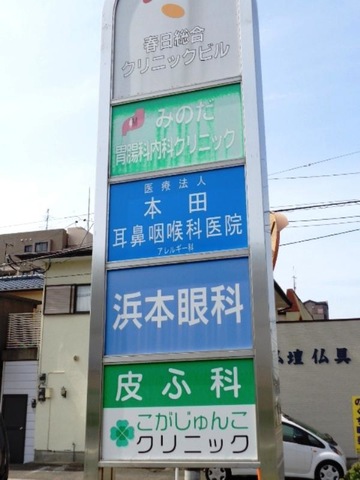 春日総合
クリニックビル
みのだ
胃腸科内科クリニック
医療法人
本田
耳鼻咽喉科医院
アレルギー科
浜本眼科
皮ふ科
こがじゅんこ
クリニック
壇仏具